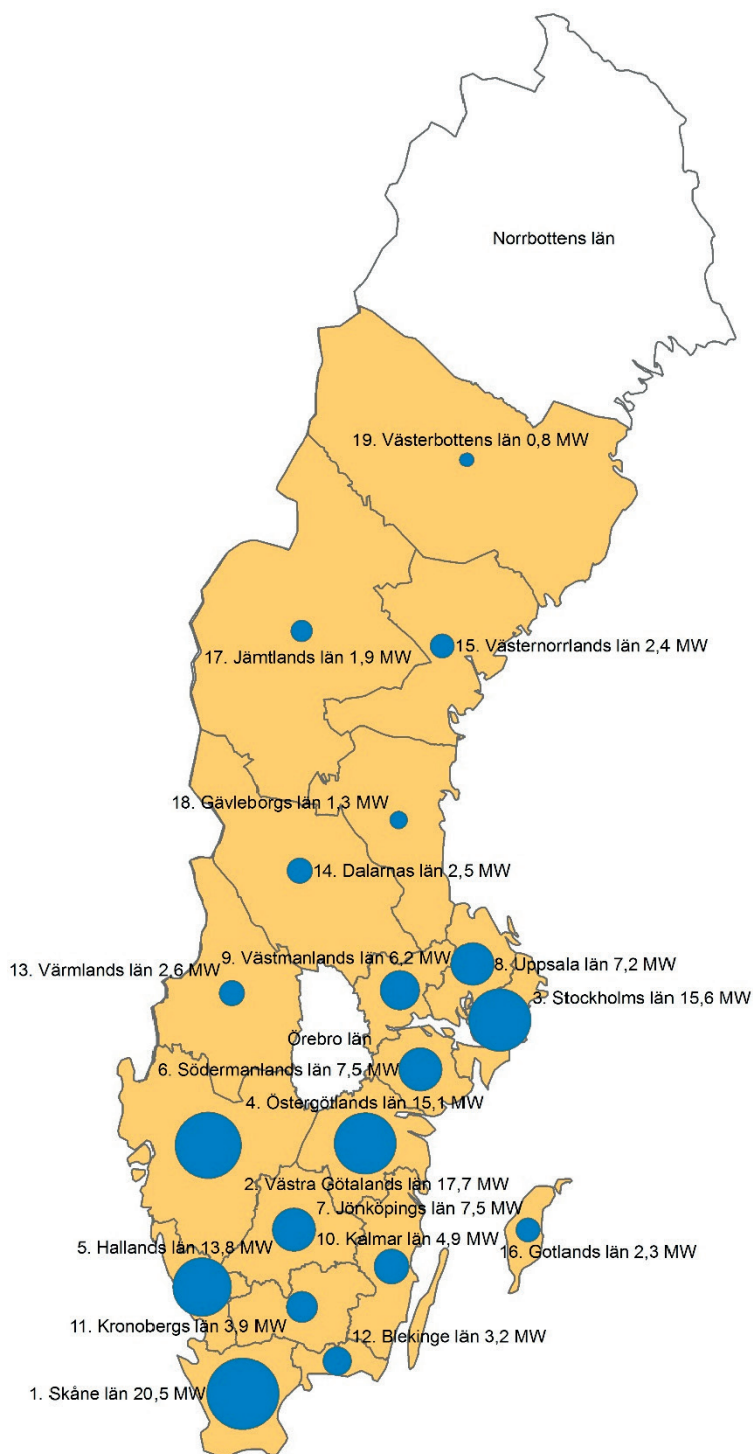 Norrbottens län
19. Västerbottens län 0,8 MW
17. Jämtlands län 1,9 MW
15. Västernorrlands län 2,4 MW
18. Gävleborgs län 1,3 MW
14. Dalarnas län 2,5 MW
9. Västmanlands län 6,2 MW
13. Värmlands län 2,6 MW
8. Uppsala län 7,2 MW
3. Stockholms län 15,6 MW
Örebro län
6. Södermanlands län 7,5 MW
4. Östergötlands län 15,1 MW
2. Västra Götalands län 17,7 MW
7. Jönköpings län 7,5 MW
10. Kalmar län 4,9 MW
5. Hallands län 13,8 MW
16. Gotlands län 2,3 MW
11. Kronobergs län 3,9 MW
12. Blekinge län 3,2 MW
1. Skåne län 20,5 MW